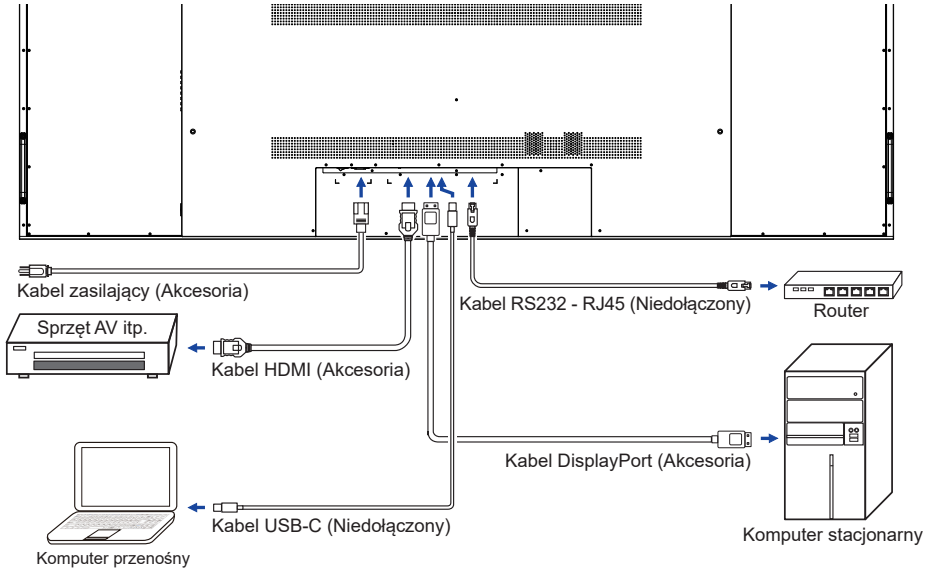 Kabel zasilający (Akcesoria)
Kabel RS232 - RJ45 (Niedołączony)
Router
Sprzęt AV itp.
Kabel HDMI (Akcesoria)
Kabel DisplayPort (Akcesoria)
Kabel USB-C (Niedołączony)
Komputer stacjonarny
Komputer przenośny